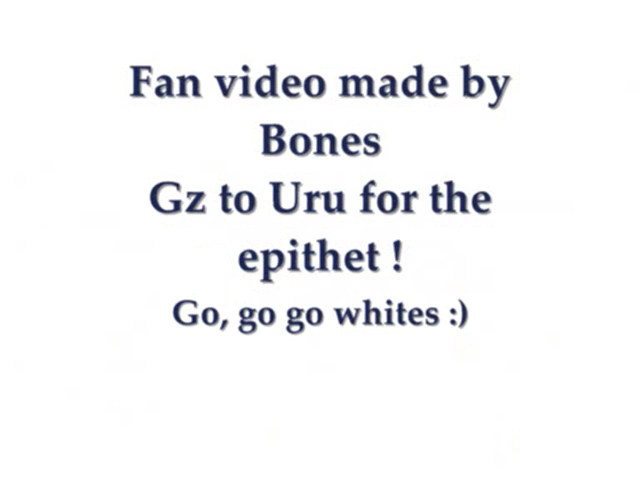 Fan video made by
Bones
Gz to Uru for the
epithet !
Go, go go whites :)